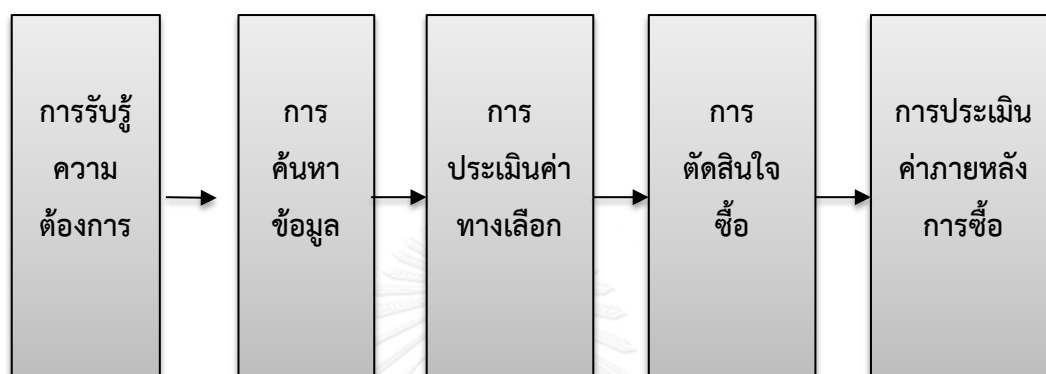 การรับรู้
ความ
ต้องการ
การ
ค้นหา
ข้อมูล
การ
ประเมินค่า
ทางเลือก
การ
ตัดสินใจ
ซื้อ
การประเมิน
ค่าภายหลัง
การซื้อ